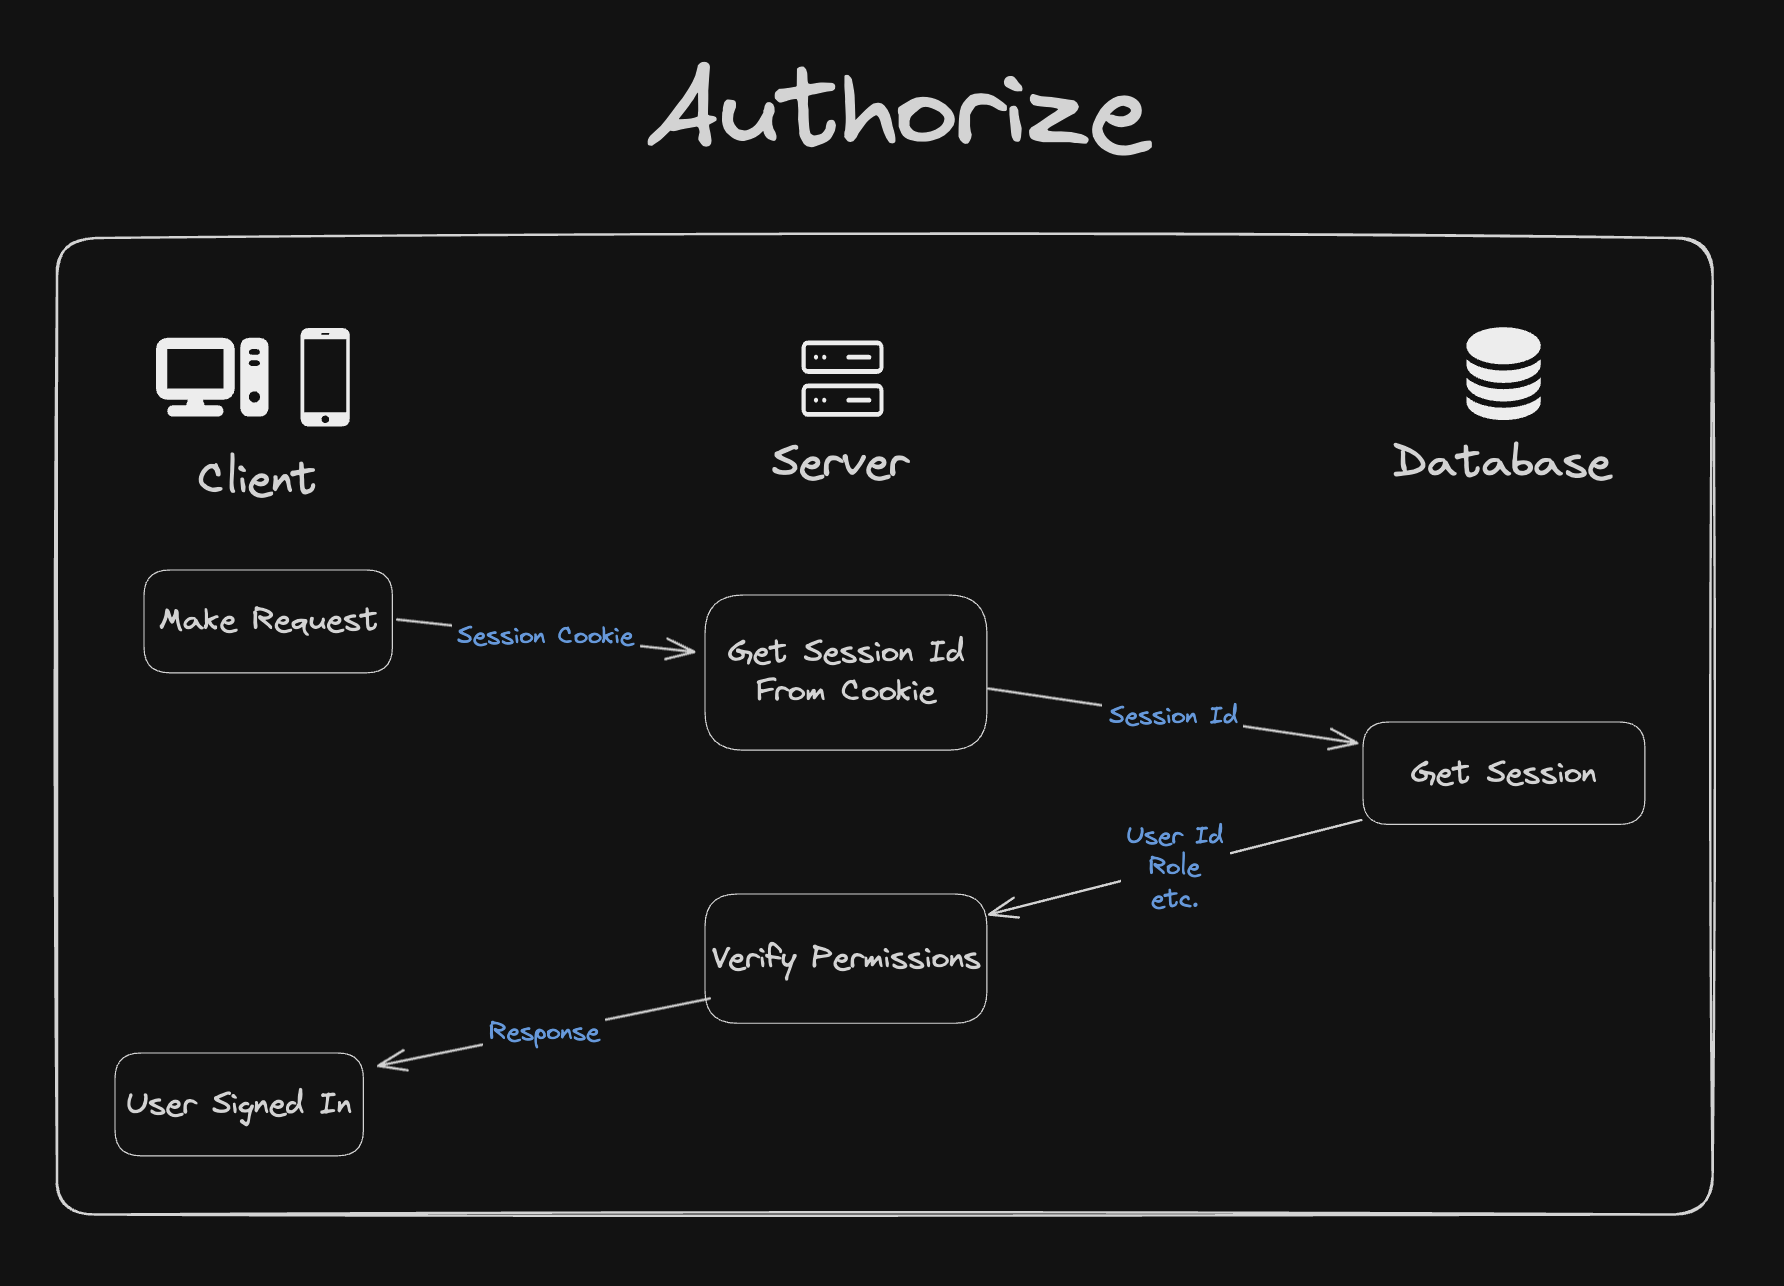 Authorize
Client
Server
Database
Make Request
Session Cookie
Get Session Id
From Cookie
Session Id
Get Session
User Id
Role
etc.
Verify Permissions
Response
User Signed In